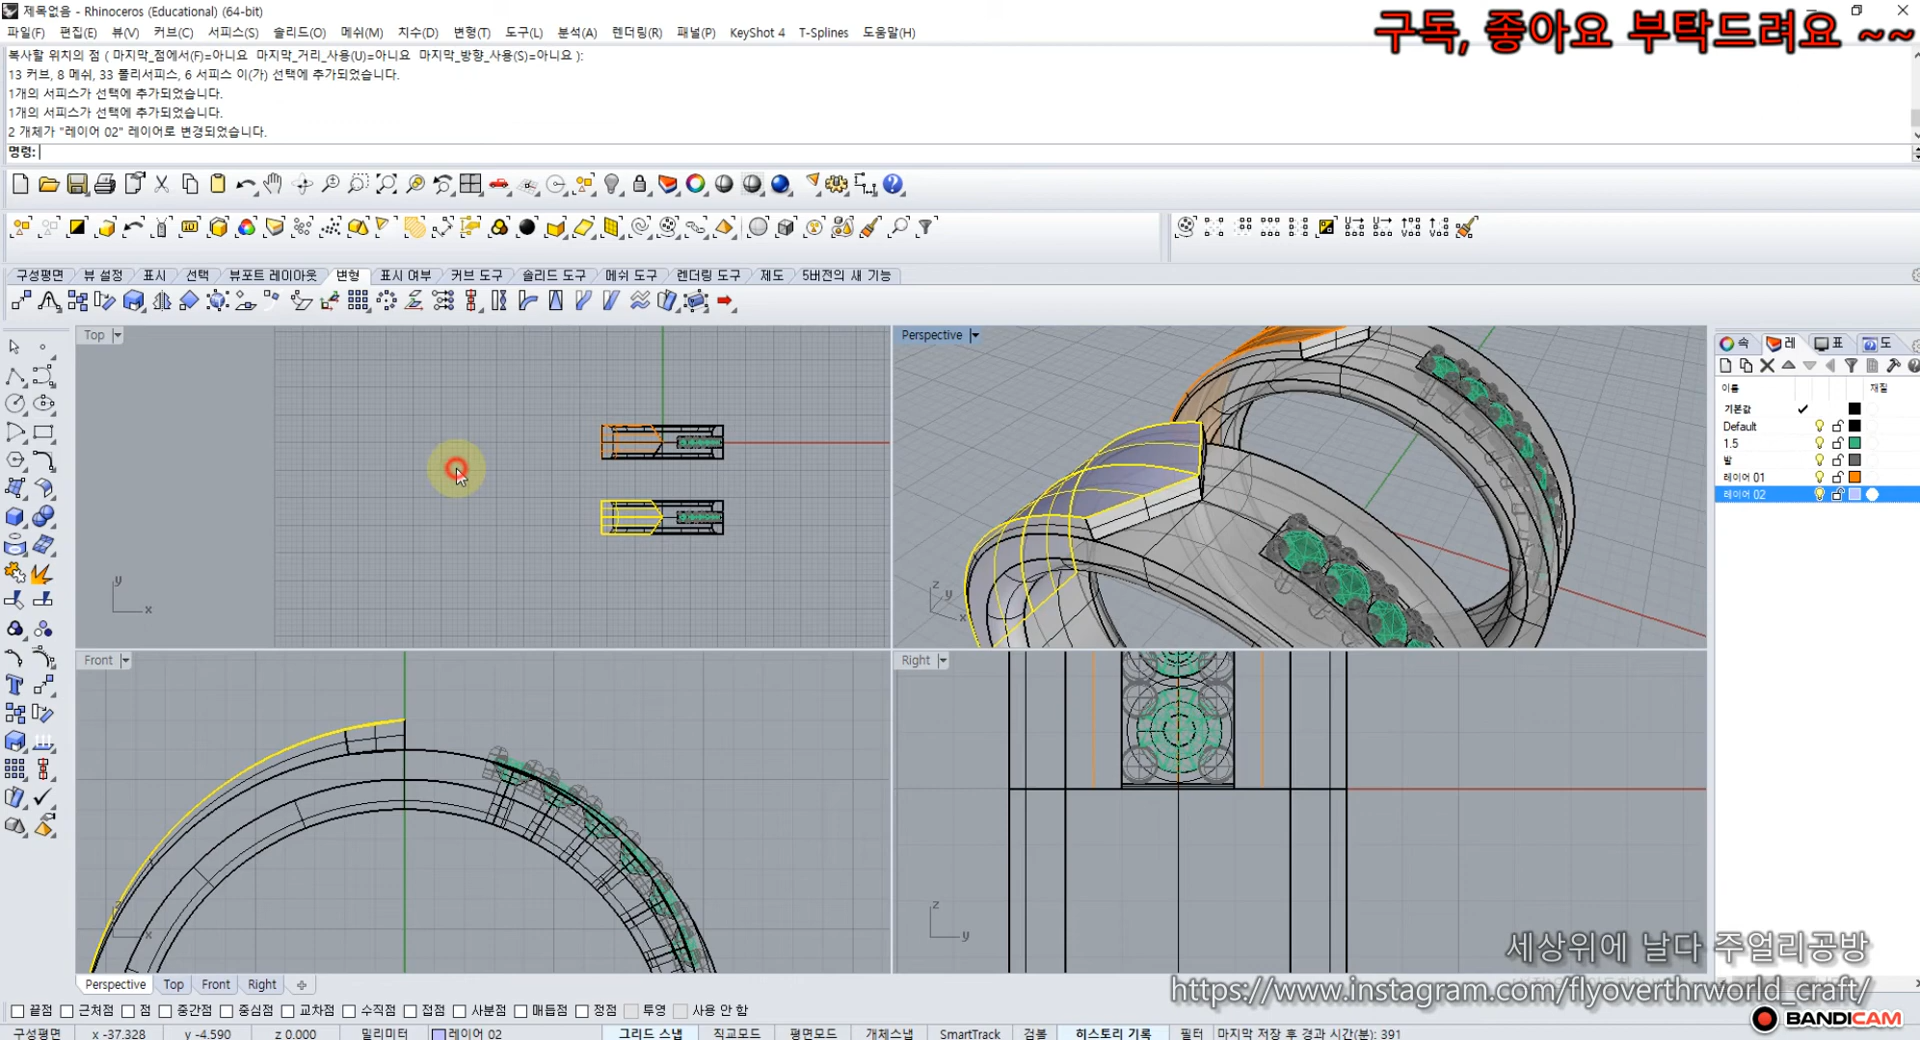 제목없음 - Rhinoceros (Educational) (64-bit)
구독, 좋아요 부탁드려요 ~~
파일(F) 편집(E) 뷰(V) 커브(C) 서피스(S) 솔리드(O) 메쉬(M) 치수(D) 변형(T) 도구(L) 분석(A) 렌더링(R) 패널(P) KeyShot 4 T-Splines 도움말(H)
복사할 위치의 점 ( 마지막_점에서(F)=아니요 마지막_거리_사용(U)=아니요 마지막_방향_사용(S)=아니요 ):
13 커브, 8 메쉬, 33 폴리서피스, 6 서피스 이(가) 선택에 추가되었습니다.
1개의 서피스가 선택에 추가되었습니다.
1개의 서피스가 선택에 추가되었습니다.
2 개체가 "레이어 02" 레이어로 변경되었습니다.
명령:
구성평면 뷰 설정 표시 선택 뷰포트 레이아웃 변형 표시 여부 커브 도구 솔리드 도구 메쉬 도구 렌더링 도구 제도 5버전의 새 기능
Top
Perspective
속 레 표 도
이름 재질
기본값
Default
1.5
발
레이어 01
레이어 02
y
x
z
y
x
Front
Right
z
x
z
y
세상위에 날다 주얼리공방
https://www.instagram.com/flyoverthrworld_craft/
Perspective Top Front Right
끝점 근처점 점 중간점 중심점 교차점 수직점 접점 사분점 매듭점 정점 투영 사용 안 함
BANDICAM
구성평면 x -37.328 y -4.590 z 0.000 밀리미터 레이어 02 그리드 스냅 직교모드 평면모드 개체스냅 SmartTrack 검볼 히스토리 기록 필터 마지막 저장 후 경과 시간(분): 391